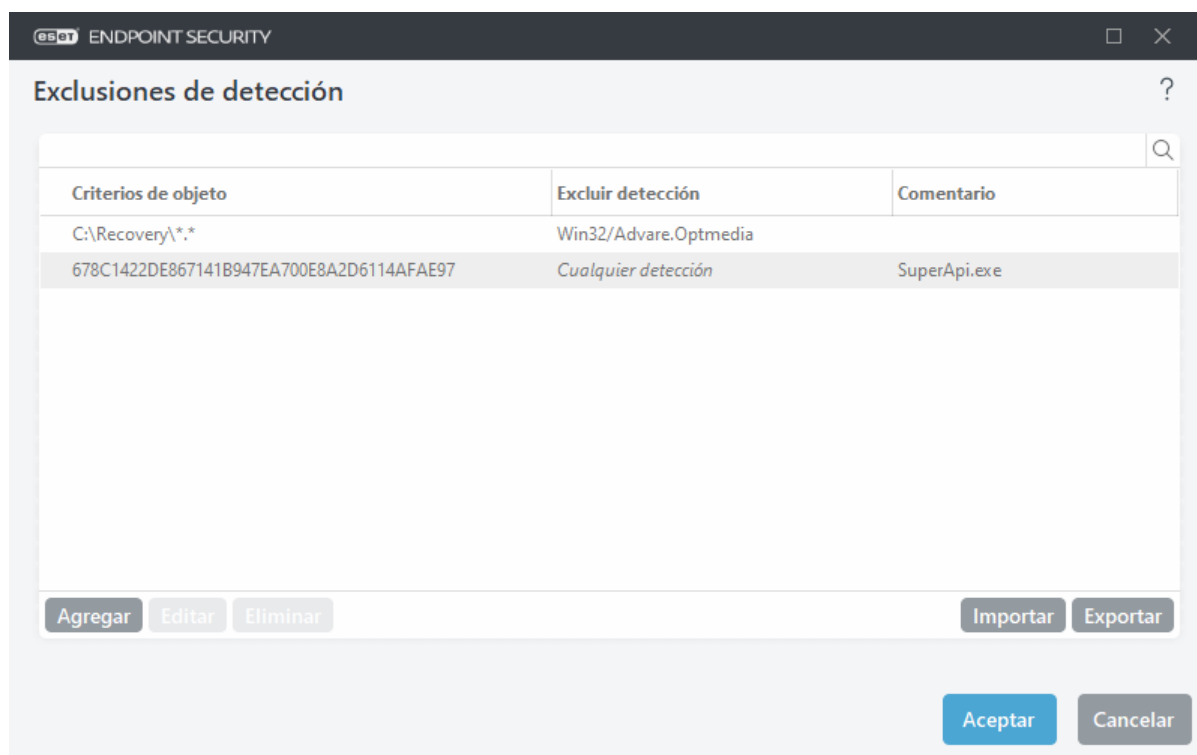 eset ENDPOINT SECURITY
Exclusiones de detección
?
Criterios de objeto Excluir detección Comentario
C:\Recovery\*.* Win32/Advare.Optmedia
678C1422DE867141B947EA700E8A2D6114AFAE97 Cualquier detección SuperApi.exe
Agregar Editar Eliminar Importar Exportar
Aceptar Cancelar